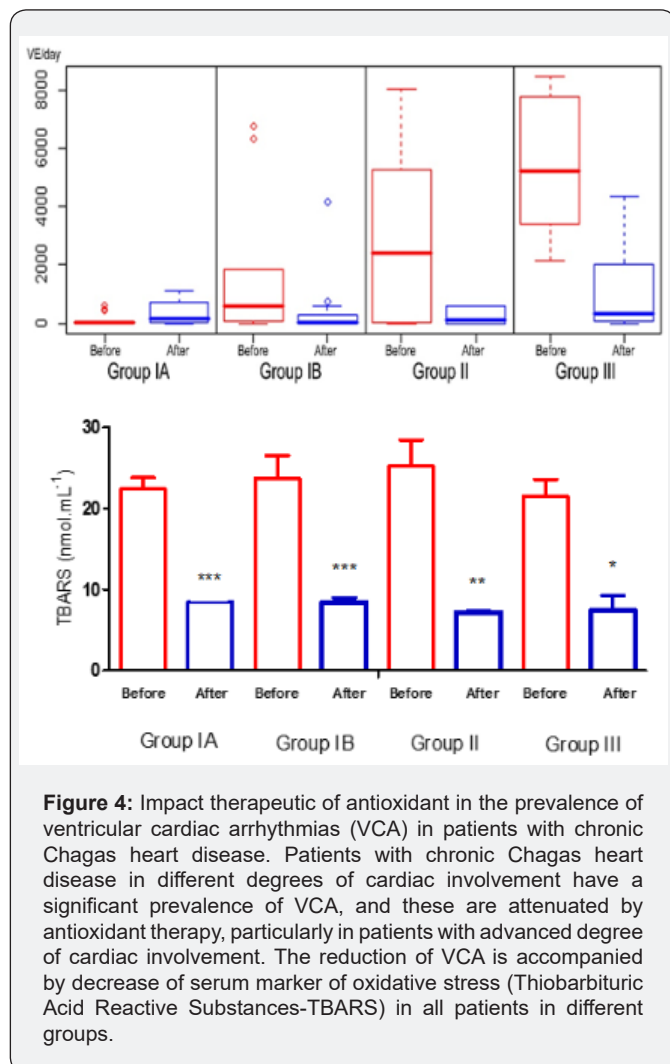 VE/day
8000
6000
4000
2000
0
Before After Before After Before After Before After
Group IA Group IB Group II Group III
TBARS (nmol.mL⁻¹)
30
20
10
0
*** *** ** *
Before After Before After Before After Before After
Group IA Group IB Group II Group III
Figure 4: Impact therapeutic of antioxidant in the prevalence of
ventricular cardiac arrhythmias (VCA) in patients with chronic
Chagas heart disease. Patients with chronic Chagas heart
disease in different degrees of cardiac involvement have a
significant prevalence of VCA, and these are attenuated by
antioxidant therapy, particularly in patients with advanced degree
of cardiac involvement. The reduction of VCA is accompanied
by decrease of serum marker of oxidative stress (Thiobarbituric
Acid Reactive Substances-TBARS) in all patients in different
groups.